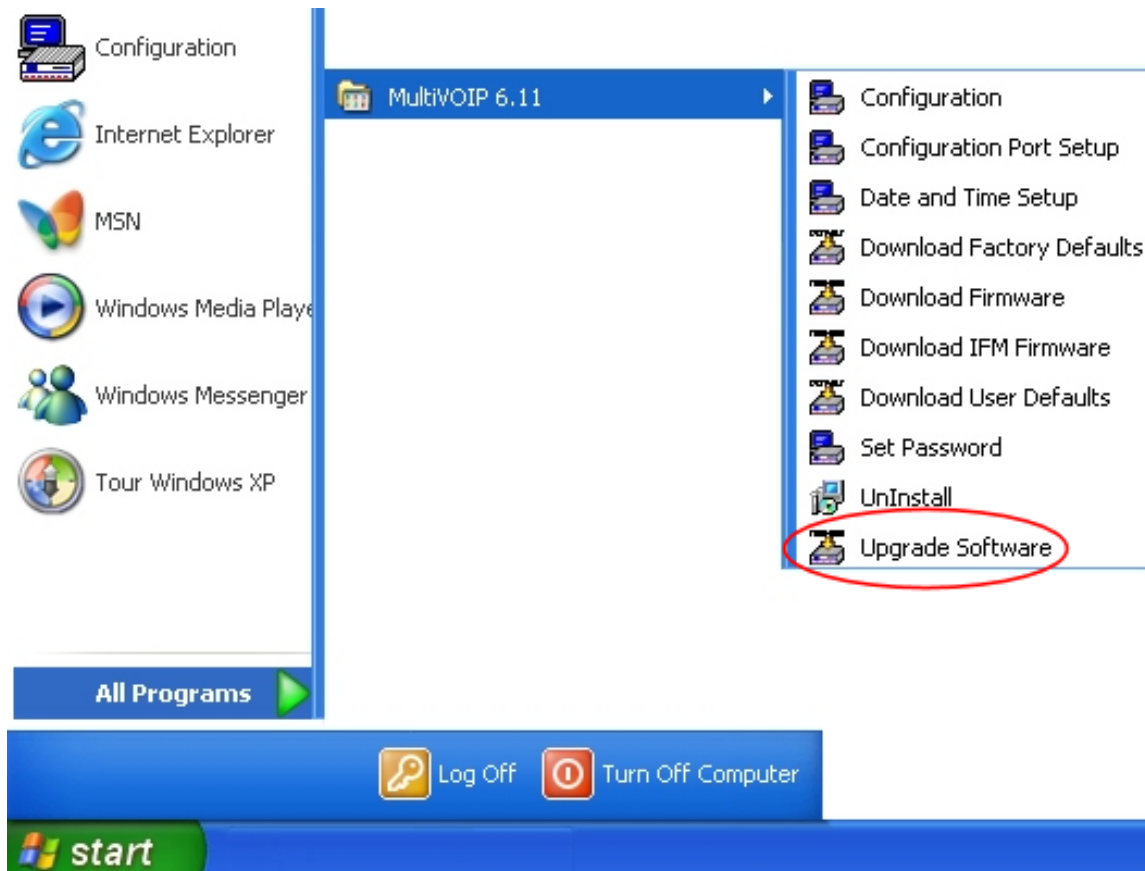 Configuration
Internet Explorer
MSN
Windows Media Playe
Windows Messenger
Tour Windows XP
All Programs
MultiVOIP 6.11
Configuration
Configuration Port Setup
Date and Time Setup
Download Factory Defaults
Download Firmware
Download IFM Firmware
Download User Defaults
Set Password
UnInstall
Upgrade Software
Log Off
Turn Off Computer
start